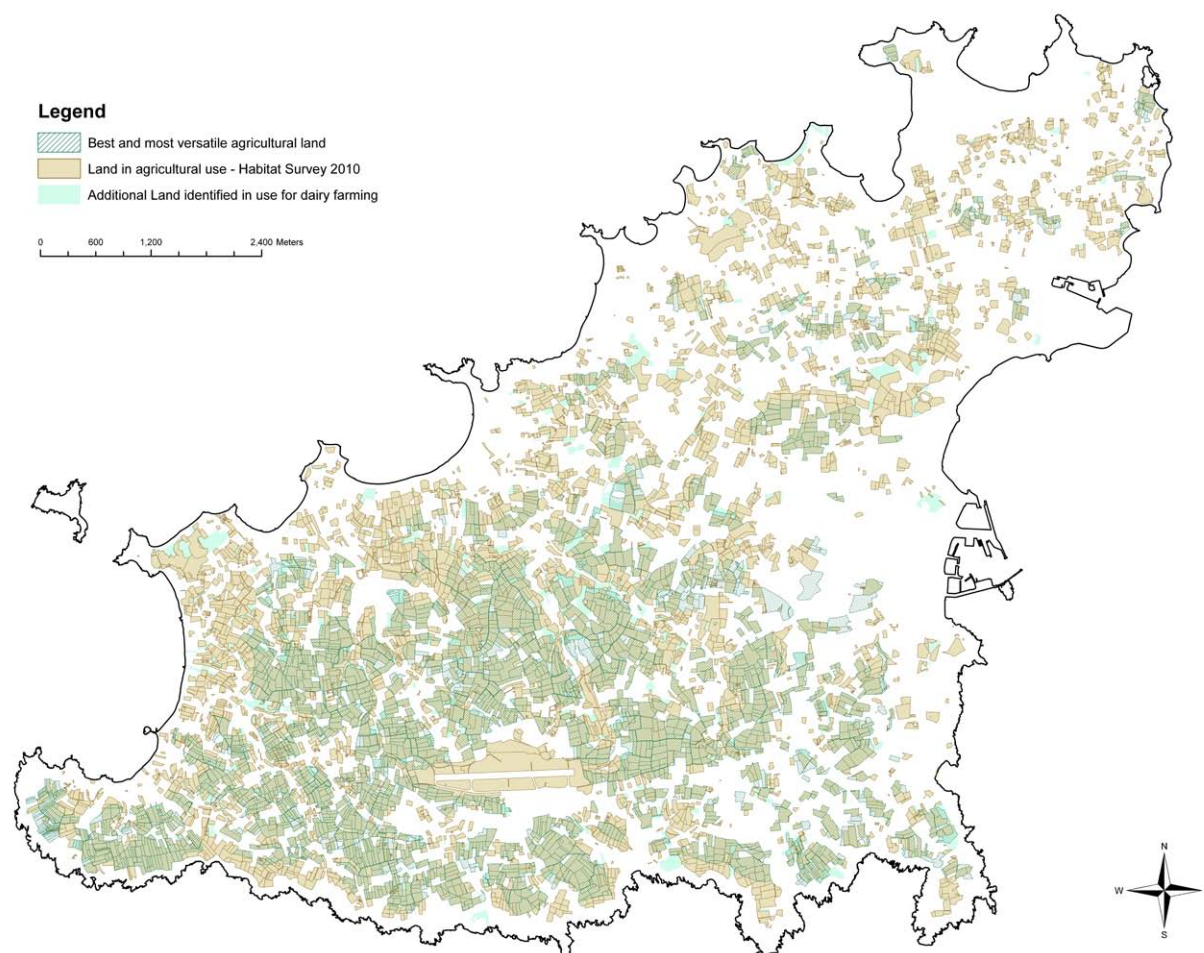 Legend
Best and most versatile agricultural land
Land in agricultural use - Habitat Survey 2010
Additional Land identified in use for dairy farming
0 600 1,200 2,400 Meters
N
W E
S